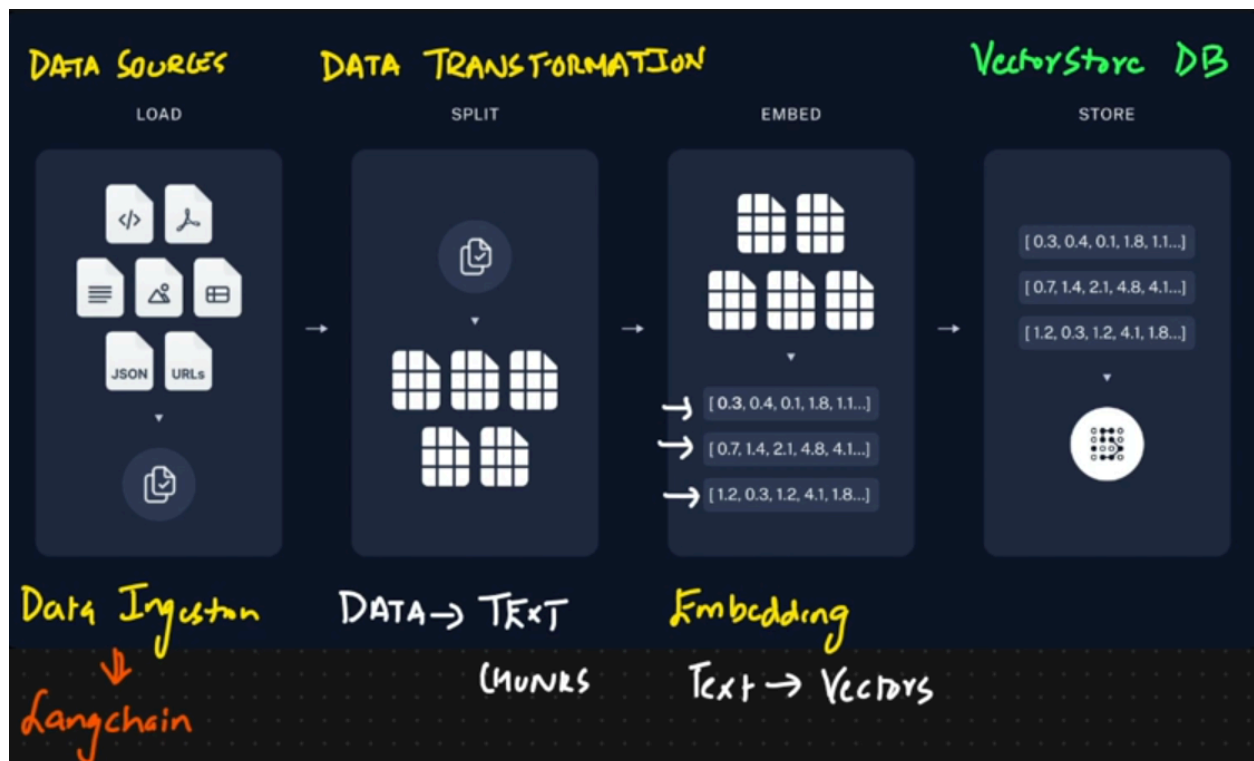 DATA SOURCES
DATA TRANSFORMATION
VectorStore DB
LOAD
SPLIT
EMBED
STORE
</>
JSON
URLs
[ 0.3, 0.4, 0.1, 1.8, 1.1...]
[ 0.7, 1.4, 2.1, 4.8, 4.1...]
[ 1.2, 0.3, 1.2, 4.1, 1.8...]
[ 0.3, 0.4, 0.1, 1.8, 1.1...]
[ 0.7, 1.4, 2.1, 4.8, 4.1...]
[ 1.2, 0.3, 1.2, 4.1, 1.8...]
Data Ingestion
Langchain
DATA → TEXT
CHUNKS
Embedding
Text → Vectors